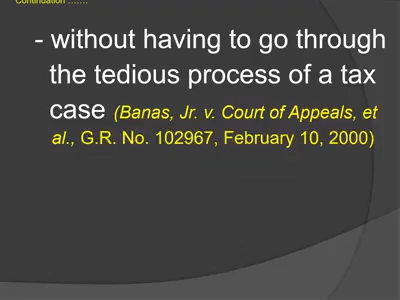 Continuation …….
- without having to go through
the tedious process of a tax
case (Banas, Jr. v. Court of Appeals, et
al., G.R. No. 102967, February 10, 2000)